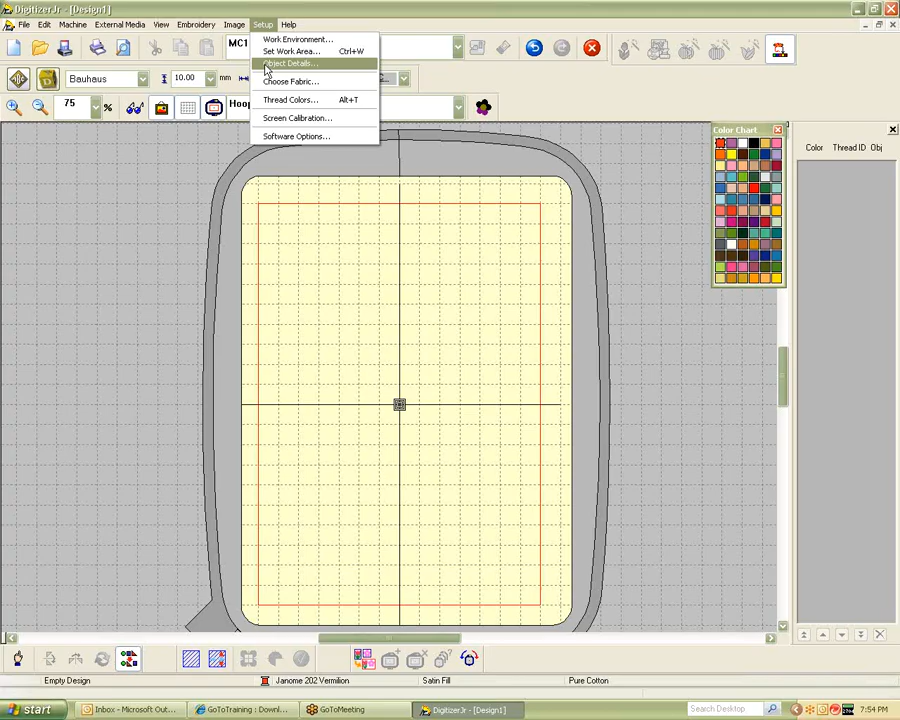 DigitizerJr - [Design1]
File Edit Machine External Media View Embroidery Image Setup Help
MC1
Work Environment...
Set Work Area... Ctrl+W
Object Details...
Choose Fabric...
Thread Colors... Alt+T
Screen Calibration...
Software Options...
Bauhaus 10.00 mm
75 % Hoop
Color Chart
Color Thread ID Obj
Empty Design Janome 202 Vermilion Satin Fill Pure Cotton
start Inbox - Microsoft Out... GoToTraining : Downl... GoToMeeting DigitizerJr - [Design1] Search Desktop 7:54 PM